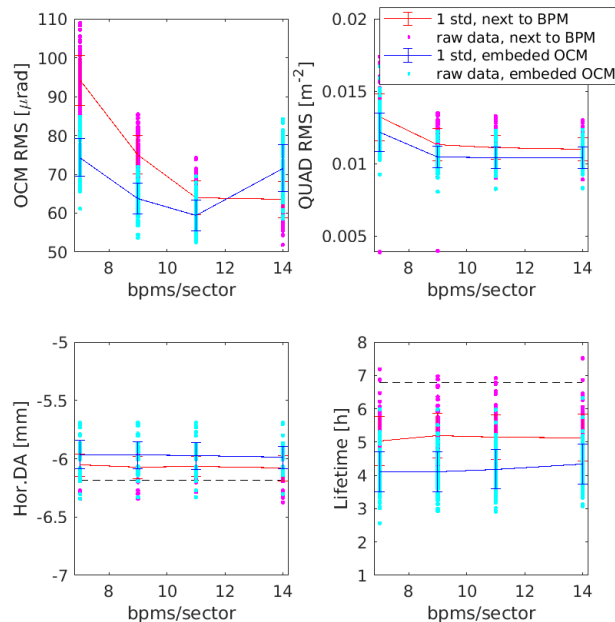 110
100
90
80
70
60
50
OCM RMS [μrad]
8 10 12 14
bpms/sector
0.02
0.015
0.01
0.005
QUAD RMS [m-2]
8 10 12 14
bpms/sector
1 std, next to BPM
raw data, next to BPM
1 std, embeded OCM
raw data, embeded OCM
-5
-5.5
-6
-6.5
-7
Hor.DA [mm]
8 10 12 14
bpms/sector
8
7
6
5
4
3
2
1
Lifetime [h]
8 10 12 14
bpms/sector